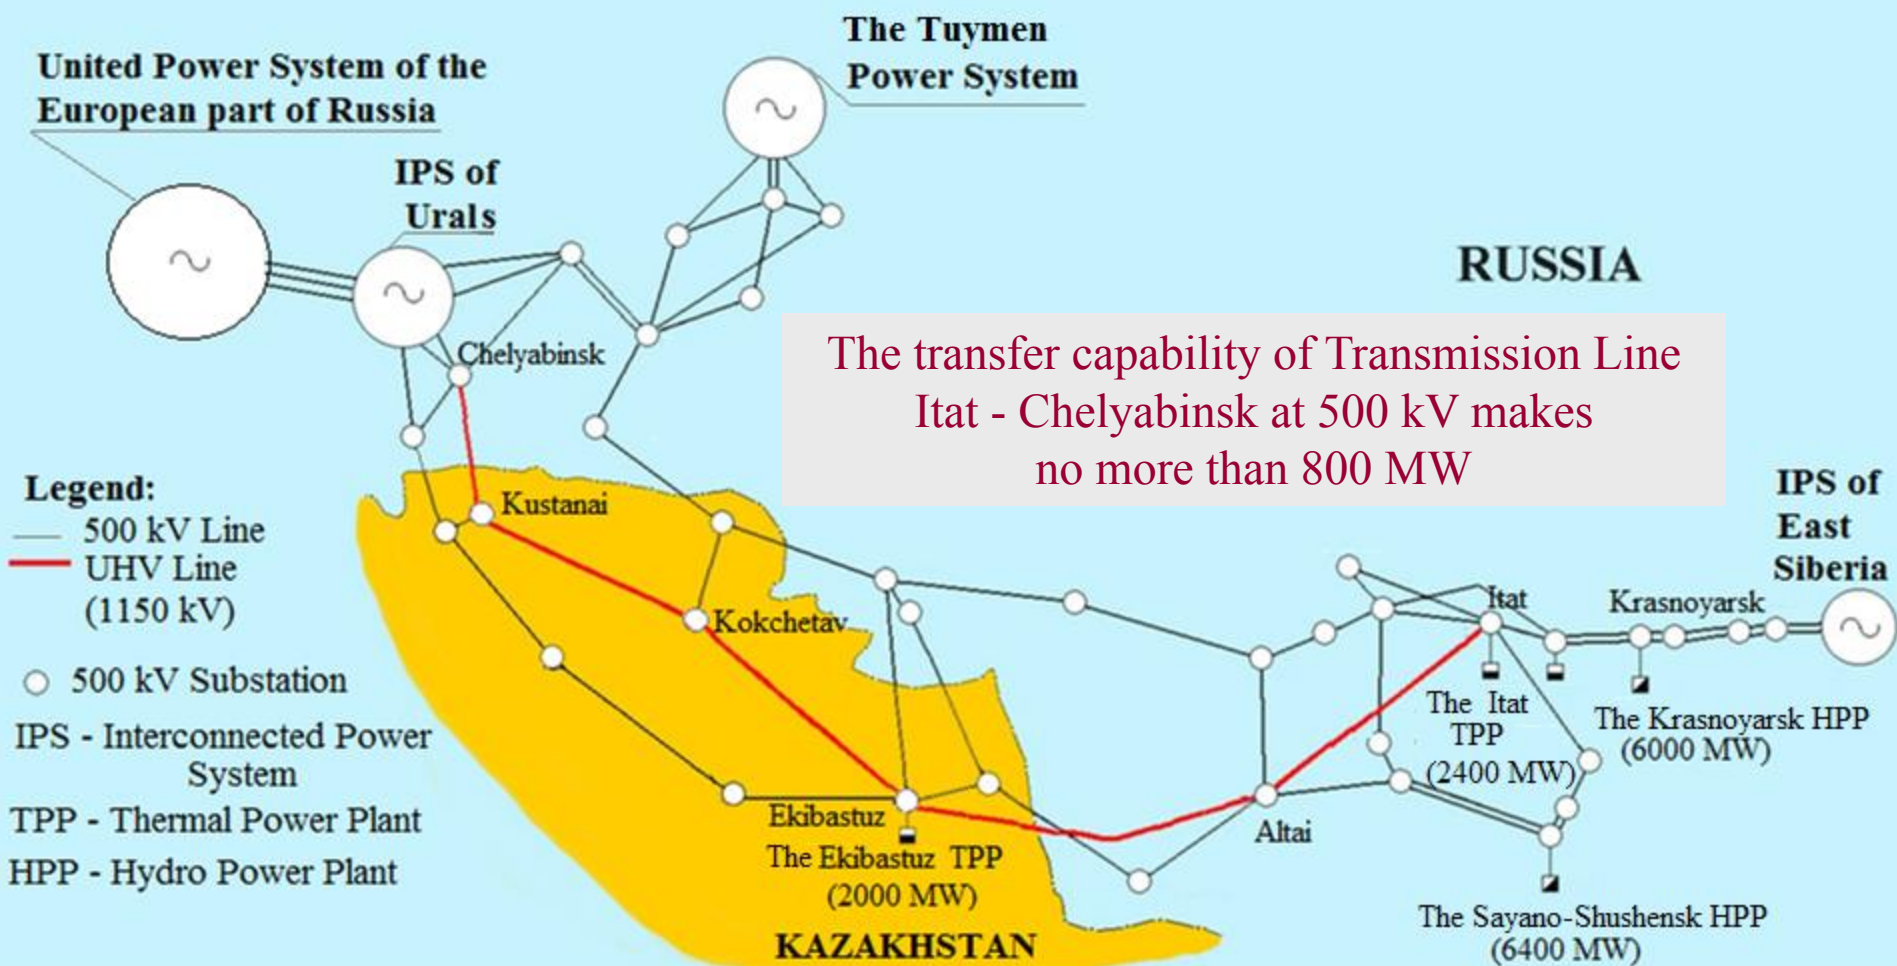 The Tuymen
Power System
United Power System of the
European part of Russia
IPS of
Urals
RUSSIA
Chelyabinsk
The transfer capability of Transmission Line
Itat - Chelyabinsk at 500 kV makes
no more than 800 MW
Legend:
500 kV Line
UHV Line
(1150 kV)
500 kV Substation
IPS - Interconnected Power
System
TPP - Thermal Power Plant
HPP - Hydro Power Plant
Kustanai
Kokchetav
Ekibastuz
The Ekibastuz TPP
(2000 MW)
KAZAKHSTAN
Altai
Itat
The Itat
TPP
(2400 MW)
Krasnoyarsk
IPS of
East
Siberia
The Krasnoyarsk HPP
(6000 MW)
The Sayano-Shushensk HPP
(6400 MW)